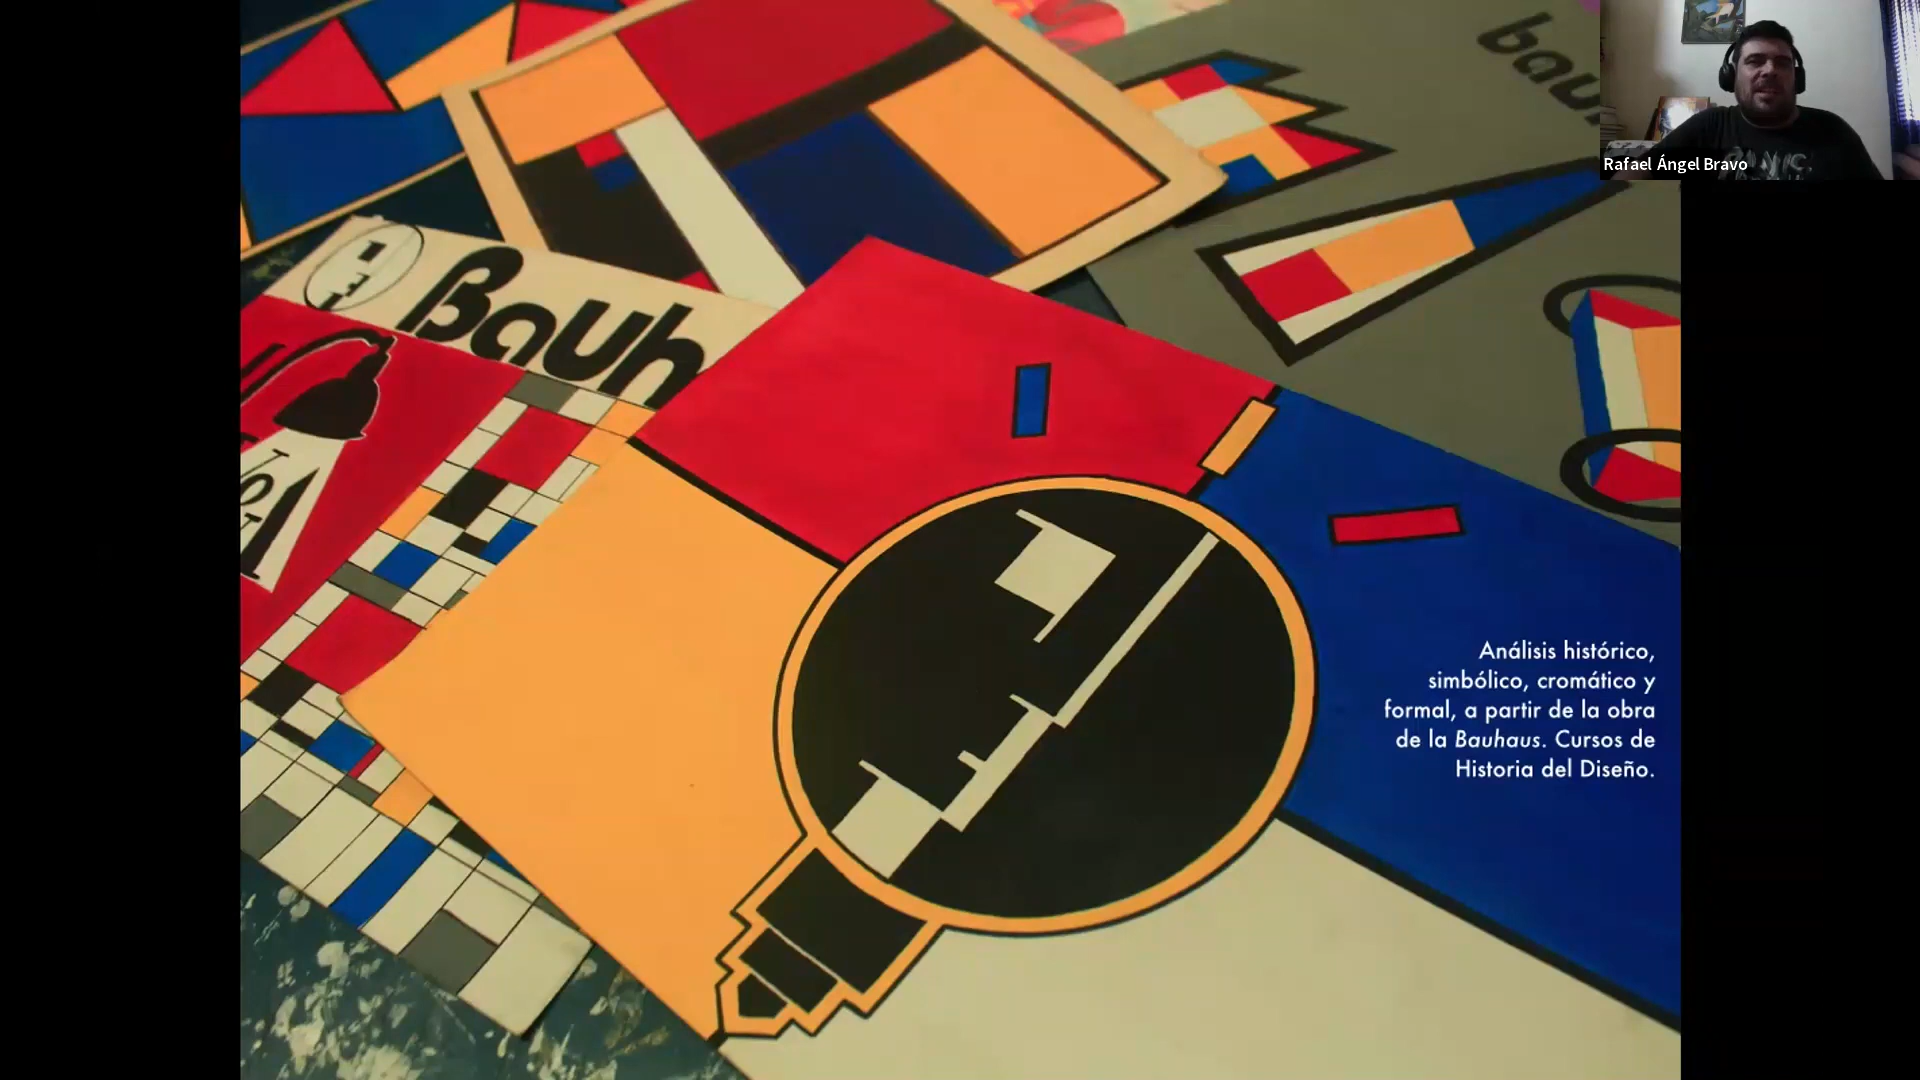 bau
Rafael Ángel Bravo
Bauh
Análisis histórico,
simbólico, cromático y
formal, a partir de la obra
de la Bauhaus. Cursos de
Historia del Diseño.